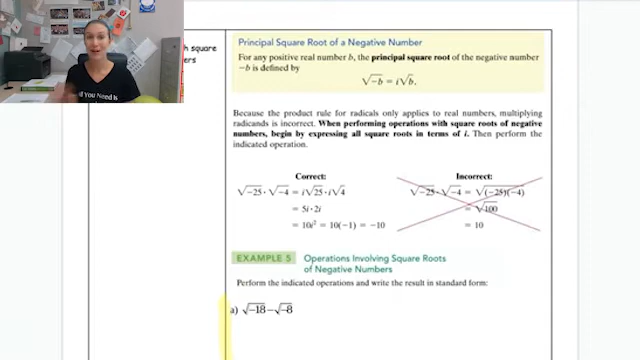 ll You Need Is
h square
ers
Principal Square Root of a Negative Number
For any positive real number b, the principal square root of the negative number
−b is defined by
√−b = i√b.
Because the product rule for radicals only applies to real numbers, multiplying
radicands is incorrect. When performing operations with square roots of negative
numbers, begin by expressing all square roots in terms of i. Then perform the
indicated operation.
Correct:
√−25 · √−4 = i√25 · i√4
= 5i · 2i
= 10i² = 10(−1) = −10
Incorrect:
√−25 · √−4 = √(−25)(−4)
= √100
= 10
EXAMPLE 5 Operations Involving Square Roots
of Negative Numbers
Perform the indicated operations and write the result in standard form:
a) √−18 − √−8